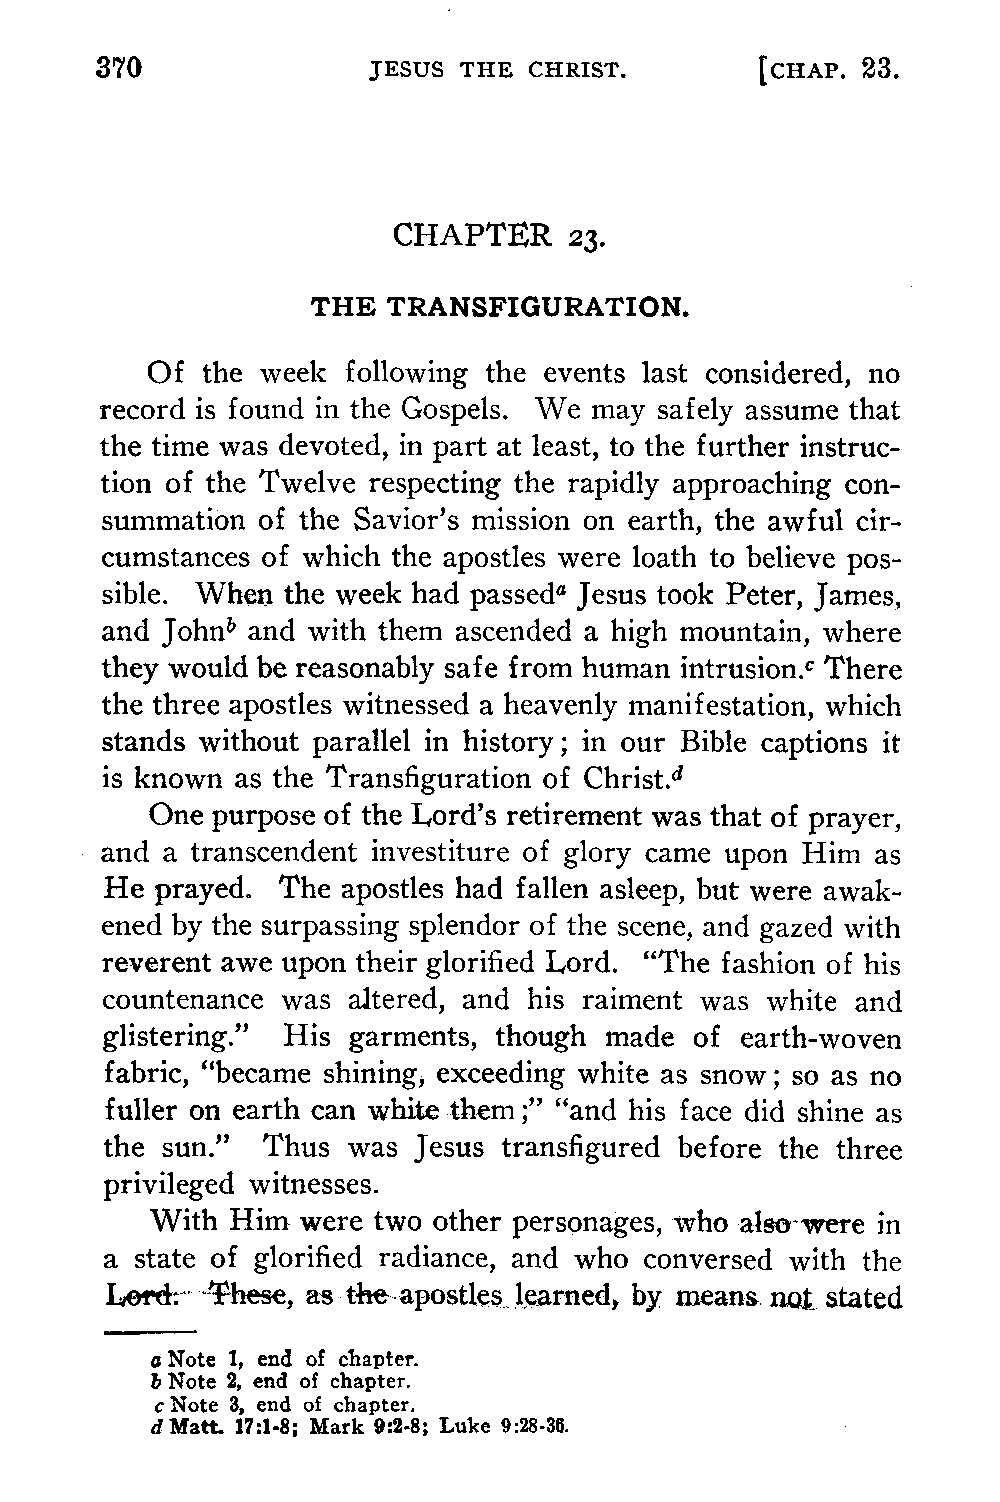 370 JESUS THE CHRIST. [CHAP. 23.
CHAPTER 23.
THE TRANSFIGURATION.
Of the week following the events last considered, no
record is found in the Gospels. We may safely assume that
the time was devoted, in part at least, to the further instruc-
tion of the Twelve respecting the rapidly approaching con-
summation of the Savior's mission on earth, the awful cir-
cumstances of which the apostles were loath to believe pos-
sible. When the week had passedᵃ Jesus took Peter, James,
and Johnᵇ and with them ascended a high mountain, where
they would be reasonably safe from human intrusion.ᶜ There
the three apostles witnessed a heavenly manifestation, which
stands without parallel in history; in our Bible captions it
is known as the Transfiguration of Christ.ᵈ
One purpose of the Lord's retirement was that of prayer,
and a transcendent investiture of glory came upon Him as
He prayed. The apostles had fallen asleep, but were awak-
ened by the surpassing splendor of the scene, and gazed with
reverent awe upon their glorified Lord. “The fashion of his
countenance was altered, and his raiment was white and
glistering.” His garments, though made of earth-woven
fabric, “became shining, exceeding white as snow; so as no
fuller on earth can white them;” “and his face did shine as
the sun.” Thus was Jesus transfigured before the three
privileged witnesses.
With Him were two other personages, who also were in
a state of glorified radiance, and who conversed with the
Lord. These, as the apostles learned, by means not stated
a Note 1, end of chapter.
b Note 2, end of chapter.
c Note 3, end of chapter.
d Matt. 17:1-8; Mark 9:2-8; Luke 9:28-36.